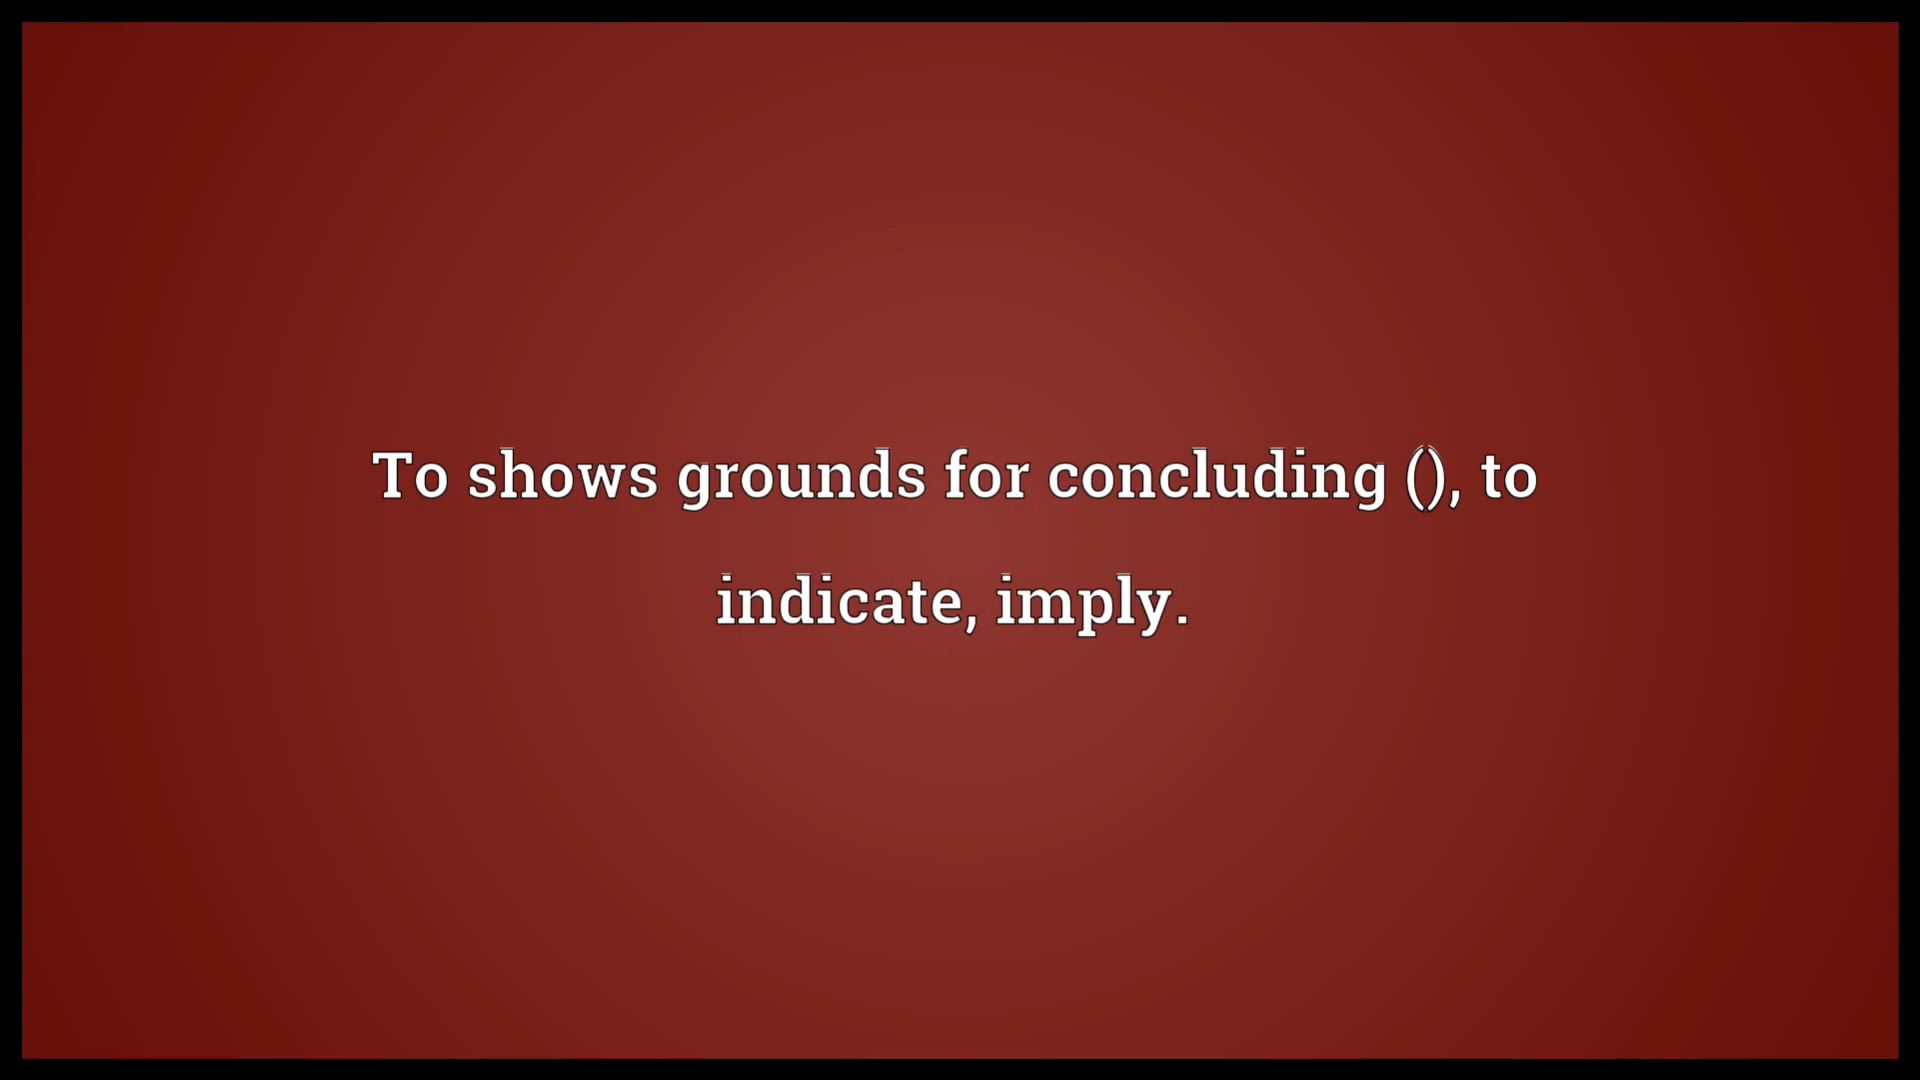 To shows grounds for concluding (), to
indicate, imply.